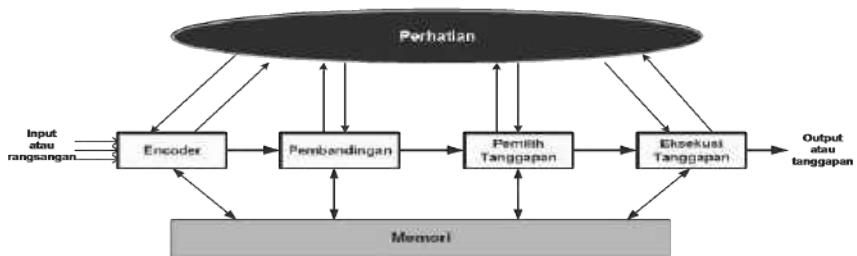 Perhatian
Input
atau
rangsangan
Encoder
Pembandingan
Pemilih
Tanggapan
Eksekusi
Tanggapan
Output
atau
tanggapan
Memori